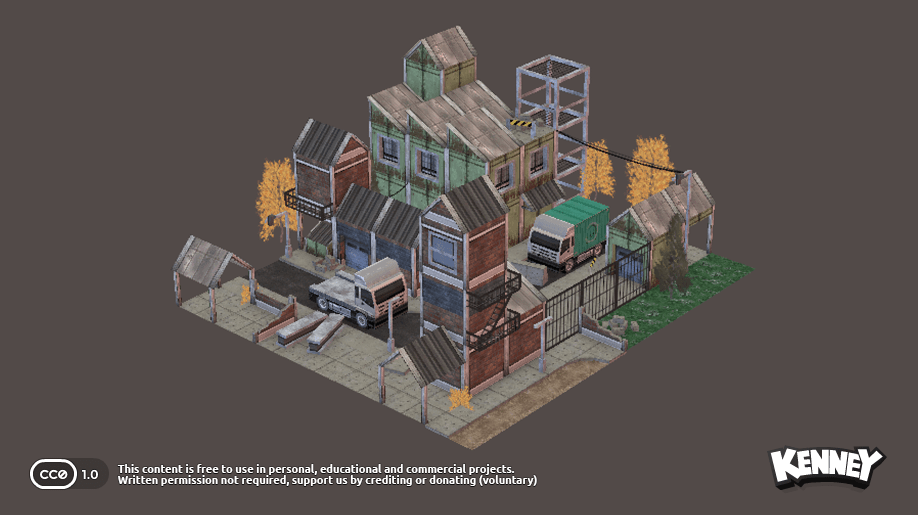 CC0 1.0
This content is free to use in personal, educational and commercial projects.
Written permission not required, support us by crediting or donating (voluntary)
KENNEY